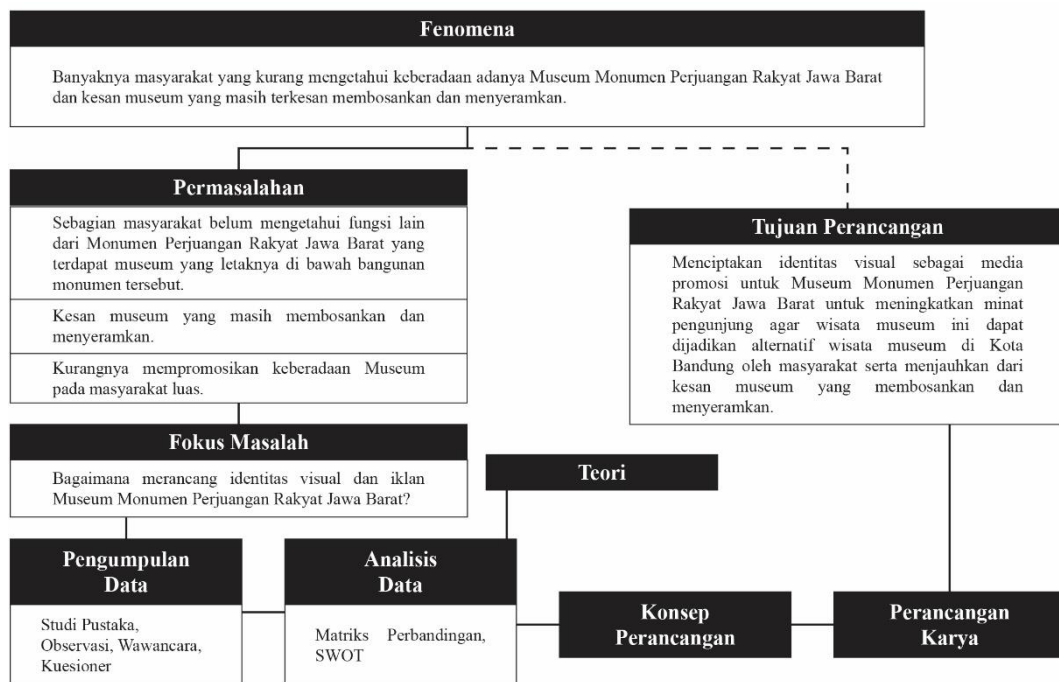 Fenomena
Banyaknya masyarakat yang kurang mengetahui keberadaan adanya Museum Monumen Perjuangan Rakyat Jawa Barat
dan kesan museum yang masih terkesan membosankan dan menyeramkan.
Permasalahan
Sebagian masyarakat belum mengetahui fungsi lain
dari Monumen Perjuangan Rakyat Jawa Barat yang
terdapat museum yang letaknya di bawah bangunan
monumen tersebut.
Kesan museum yang masih membosankan dan
menyeramkan.
Kurangnya mempromosikan keberadaan Museum
pada masyarakat luas.
Tujuan Perancangan
Menciptakan identitas visual sebagai media
promosi untuk Museum Monumen Perjuangan
Rakyat Jawa Barat untuk meningkatkan minat
pengunjung agar wisata museum ini dapat
dijadikan alternatif wisata museum di Kota
Bandung oleh masyarakat serta menjauhkan dari
kesan museum yang membosankan dan
menyeramkan.
Fokus Masalah
Bagaimana merancang identitas visual dan iklan
Museum Monumen Perjuangan Rakyat Jawa Barat?
Teori
Pengumpulan
Data
Studi Pustaka,
Observasi, Wawancara,
Kuesioner
Analisis
Data
Matriks Perbandingan,
SWOT
Konsep
Perancangan
Perancangan
Karya